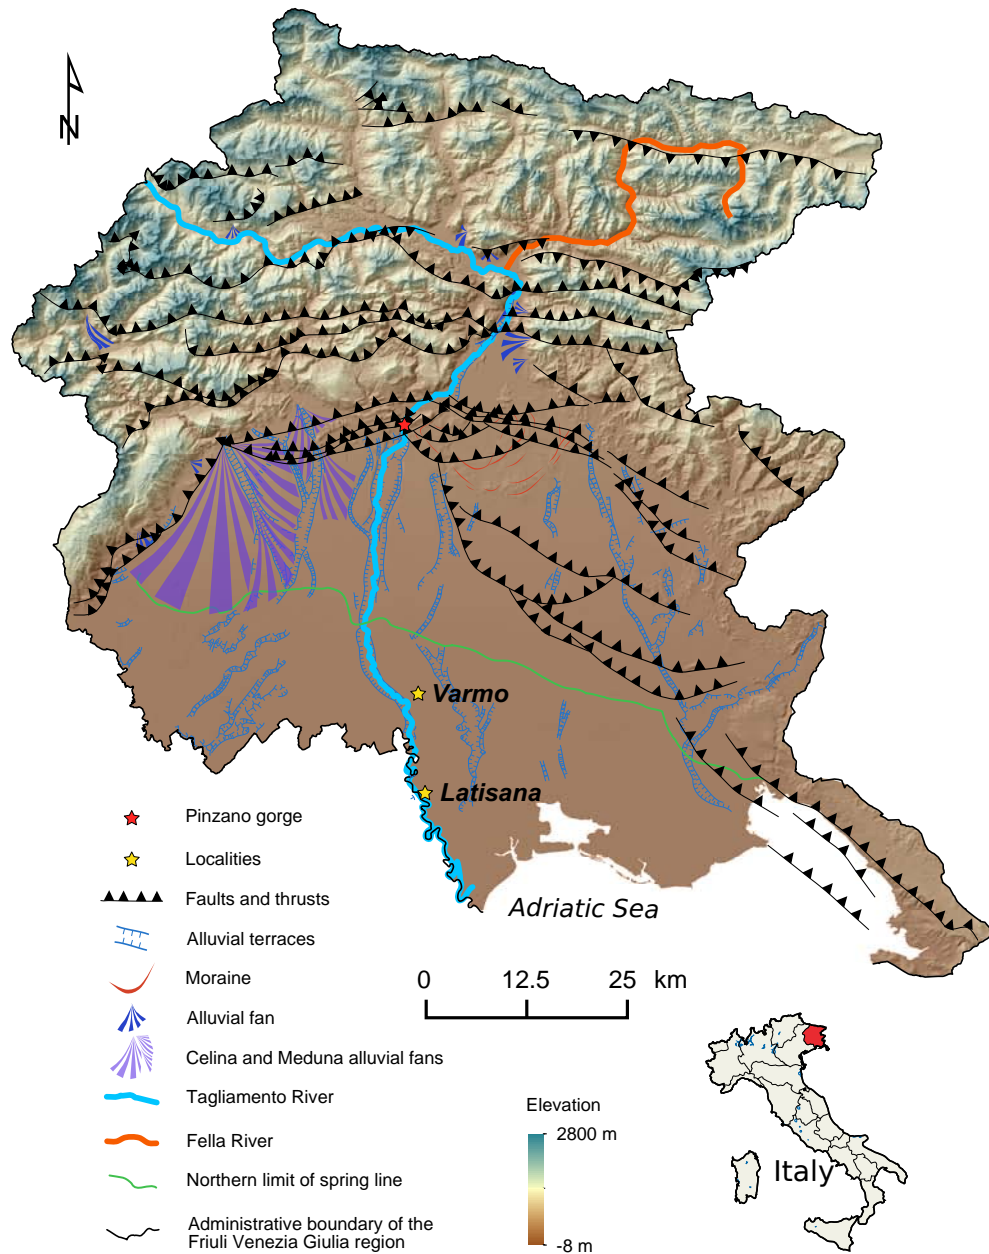 N
Varmo
Latisana
Adriatic Sea
Pinzano gorge
Localities
Faults and thrusts
Alluvial terraces
Moraine
Alluvial fan
Celina and Meduna alluvial fans
Tagliamento River
Fella River
Northern limit of spring line
Administrative boundary of the
Friuli Venezia Giulia region
0 12.5 25 km
Elevation
2800 m
-8 m
Italy